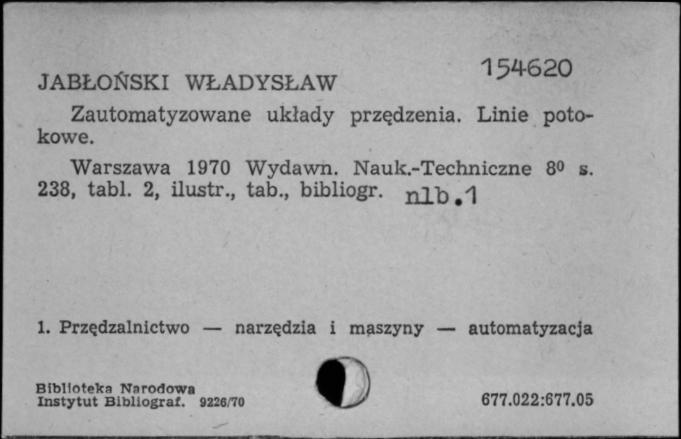 154620
JABŁOŃSKI WŁADYSŁAW
Zautomatyzowane układy przędzenia. Linie poto-
kowe.
Warszawa 1970 Wydawn. Nauk.-Techniczne 8⁰ s.
238, tabl. 2, ilustr., tab., bibliogr. nlb.1
1. Przędzalnictwo — narzędzia i maszyny — automatyzacja
Biblioteka Narodowa
Instytut Bibliograf. 9226/70
677.022:677.05